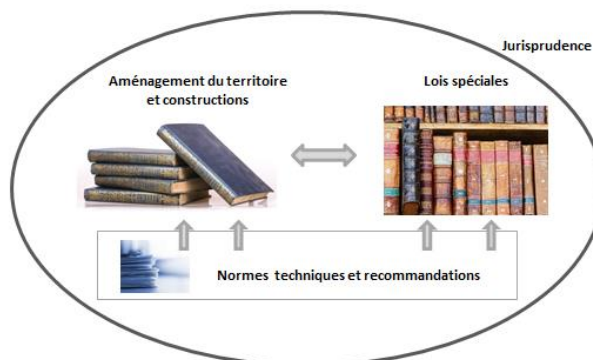 Jurisprudence
Aménagement du territoire
et constructions
Lois spéciales
Normes techniques et recommandations